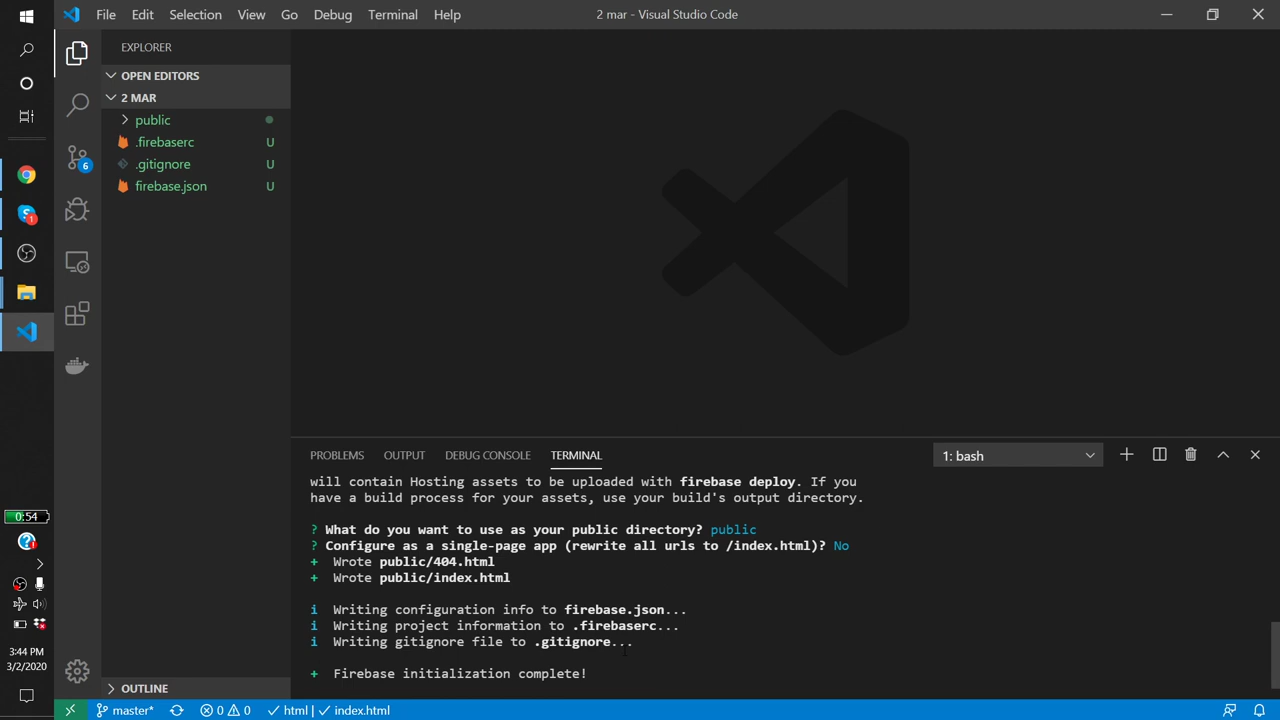 File Edit Selection View Go Debug Terminal Help
2 mar - Visual Studio Code
EXPLORER
OPEN EDITORS
2 MAR
public
.firebaserc U
.gitignore U
firebase.json U
6
1
OUTLINE
PROBLEMS OUTPUT DEBUG CONSOLE TERMINAL
1: bash
will contain Hosting assets to be uploaded with firebase deploy. If you
have a build process for your assets, use your build's output directory.
? What do you want to use as your public directory? public
? Configure as a single-page app (rewrite all urls to /index.html)? No
+ Wrote public/404.html
+ Wrote public/index.html
i Writing configuration info to firebase.json...
i Writing project information to .firebaserc...
i Writing gitignore file to .gitignore...
+ Firebase initialization complete!
0:54
3:44 PM
3/2/2020
master*
0
0
html | ✓ index.html